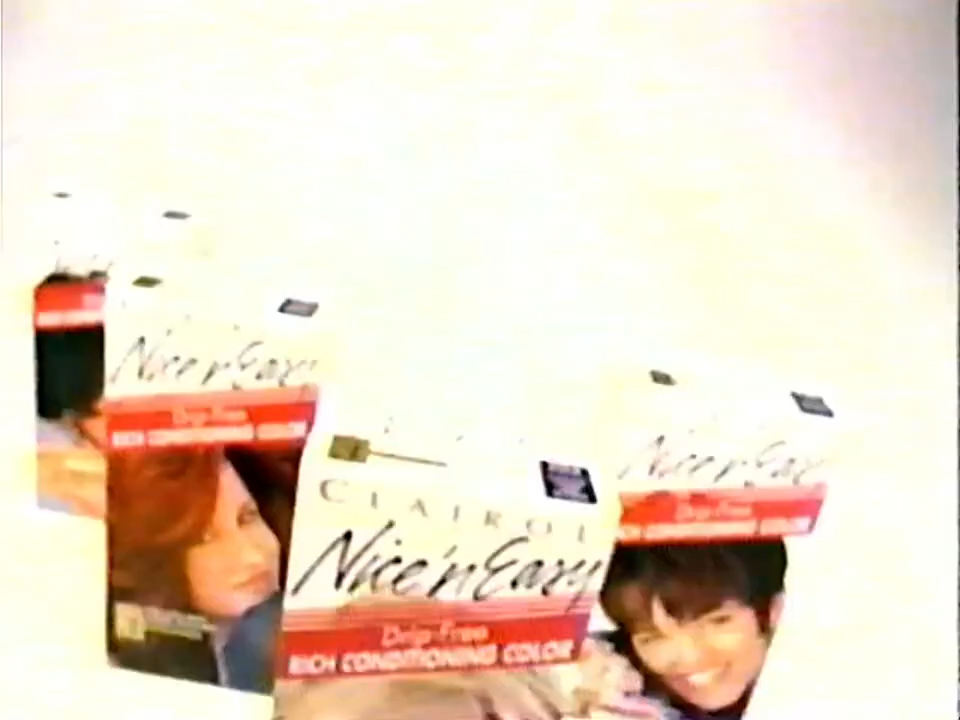 Nice'n Easy
Drip-Free
RICH CONDITIONING COLOR
CLAIROL
Nice'n Easy
Drip-Free
RICH CONDITIONING COLOR
Nice'n Easy
Drip-Free
RICH CONDITIONING COLOR